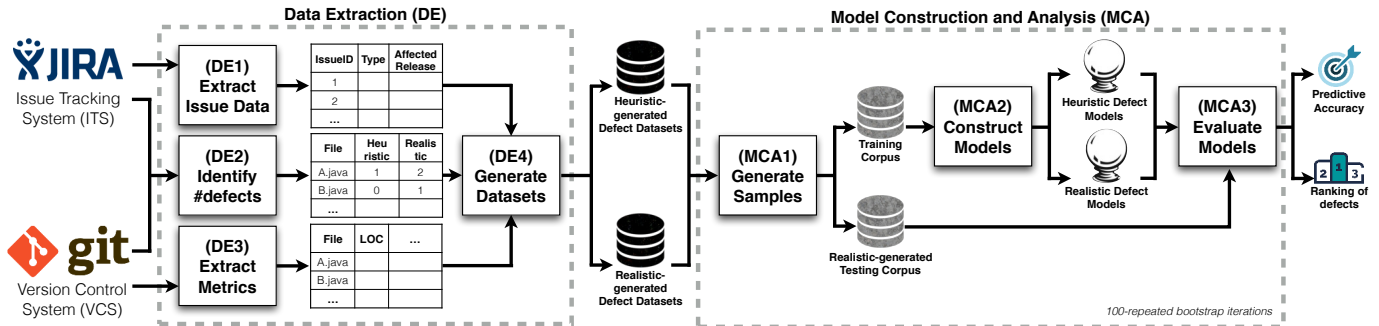 Data Extraction (DE)
JIRA
Issue Tracking
System (ITS)
git
Version Control
System (VCS)
(DE1)
Extract
Issue Data
(DE2)
Identify
#defects
(DE3)
Extract
Metrics
IssueID Type Affected
Release
1
2
...
File Heu
ristic Realis
tic
A.java 1 2
B.java 0 1
...
File LOC ...
A.java
B.java
...
(DE4)
Generate
Datasets
Heuristic-
generated
Defect Datasets
Realistic-
generated
Defect Datasets
Model Construction and Analysis (MCA)
(MCA1)
Generate
Samples
Training
Corpus
Realistic-generated
Testing Corpus
(MCA2)
Construct
Models
Heuristic Defect
Models
Realistic Defect
Models
(MCA3)
Evaluate
Models
100-repeated bootstrap iterations
Predictive
Accuracy
2 1 3
Ranking of
defects